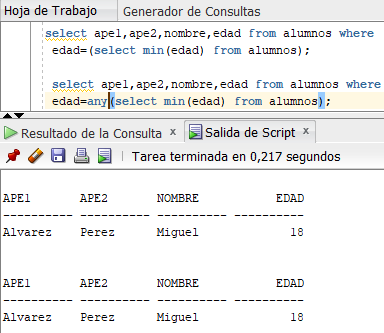 Hoja de Trabajo Generador de Consultas
select ape1,ape2,nombre,edad from alumnos where
edad=(select min(edad) from alumnos);
select ape1,ape2,nombre,edad from alumnos where
edad=any(select min(edad) from alumnos);
Resultado de la Consulta x Salida de Script x
Tarea terminada en 0,217 segundos
APE1 APE2 NOMBRE EDAD
---------- ---------- ---------- ----------
Alvarez Perez Miguel 18
APE1 APE2 NOMBRE EDAD
---------- ---------- ---------- ----------
Alvarez Perez Miguel 18